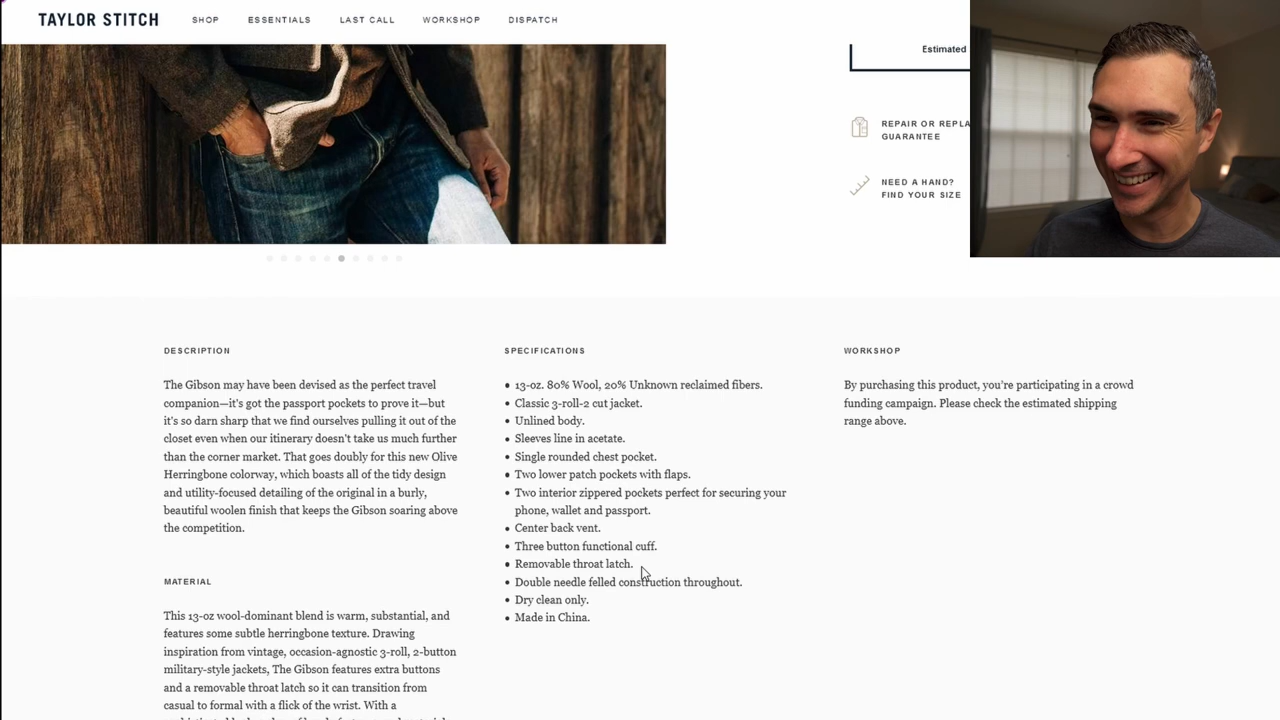 TAYLOR STITCH
SHOP
ESSENTIALS
LAST CALL
WORKSHOP
DISPATCH
Estimated
REPAIR OR REPLA
GUARANTEE
NEED A HAND?
FIND YOUR SIZE
DESCRIPTION
The Gibson may have been devised as the perfect travel
companion—it's got the passport pockets to prove it—but
it's so darn sharp that we find ourselves pulling it out of the
closet even when our itinerary doesn't take us much further
than the corner market. That goes doubly for this new Olive
Herringbone colorway, which boasts all of the tidy design
and utility-focused detailing of the original in a burly,
beautiful woolen finish that keeps the Gibson soaring above
the competition.
MATERIAL
This 13-oz wool-dominant blend is warm, substantial, and
features some subtle herringbone texture. Drawing
inspiration from vintage, occasion-agnostic 3-roll, 2-button
military-style jackets, The Gibson features extra buttons
and a removable throat latch so it can transition from
casual to formal with a flick of the wrist. With a
SPECIFICATIONS
• 13-oz. 80% Wool, 20% Unknown reclaimed fibers.
• Classic 3-roll-2 cut jacket.
• Unlined body.
• Sleeves line in acetate.
• Single rounded chest pocket.
• Two lower patch pockets with flaps.
• Two interior zippered pockets perfect for securing your
phone, wallet and passport.
• Center back vent.
• Three button functional cuff.
• Removable throat latch.
• Double needle felled construction throughout.
• Dry clean only.
• Made in China.
WORKSHOP
By purchasing this product, you're participating in a crowd
funding campaign. Please check the estimated shipping
range above.